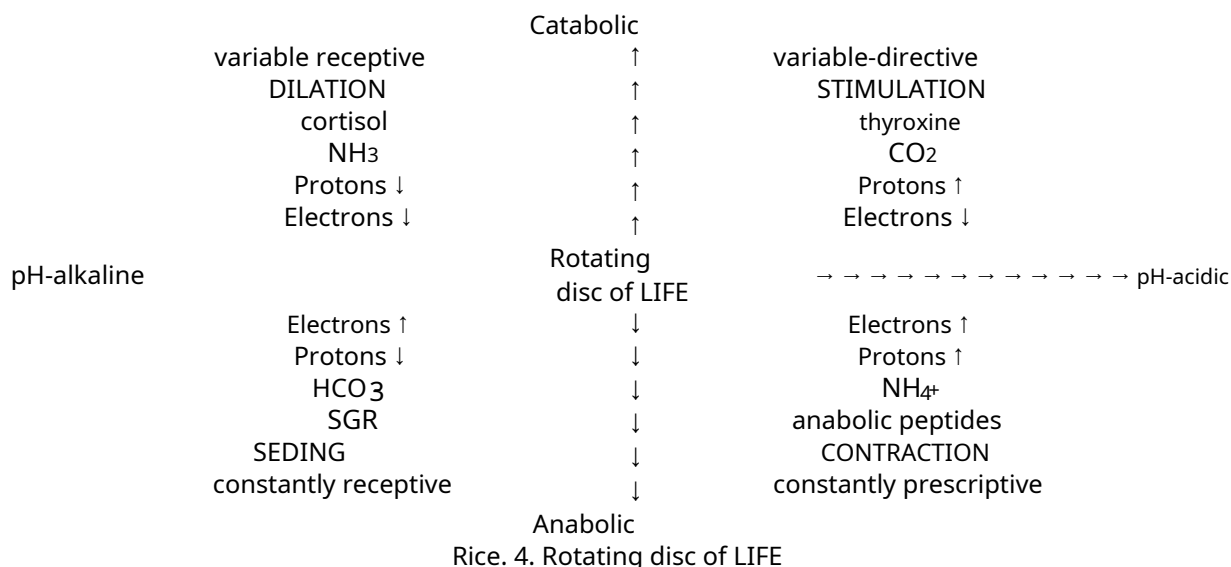 Catabolic
variable receptive ↑ variable-directive
DILATION ↑ STIMULATION
cortisol ↑ thyroxine
NH3 ↑ CO2
Protons ↓ ↑ Protons ↑
Electrons ↓ ↑ Electrons ↓
Rotating
pH-alkaline → → → → → → → → → → → → pH-acidic
disc of LIFE
Electrons ↑ ↓ Electrons ↑
Protons ↓ ↓ Protons ↑
HCO3 ↓ NH4+
SGR ↓ anabolic peptides
SEDING ↓ CONTRACTION
constantly receptive ↓ constantly prescriptive
Anabolic
Rice. 4. Rotating disc of LIFE